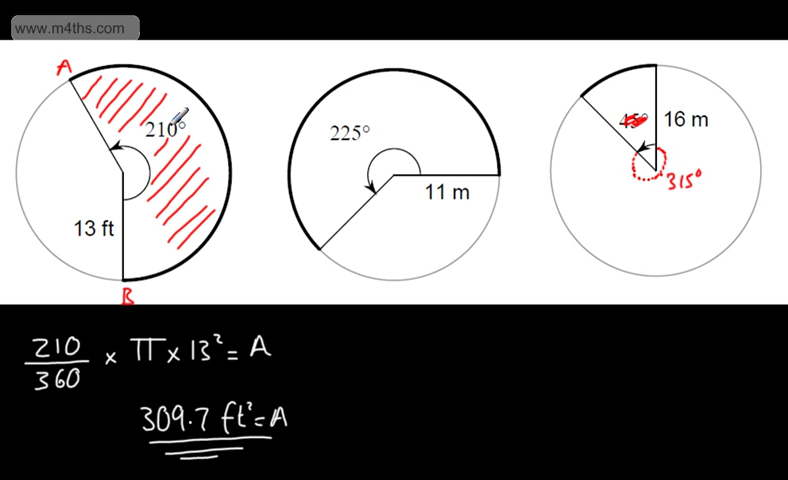 www.m4ths.com
A
210°
13 ft
B
225°
11 m
45°
16 m
315°
210
360
× π × 13² = A
309.7 ft² = A